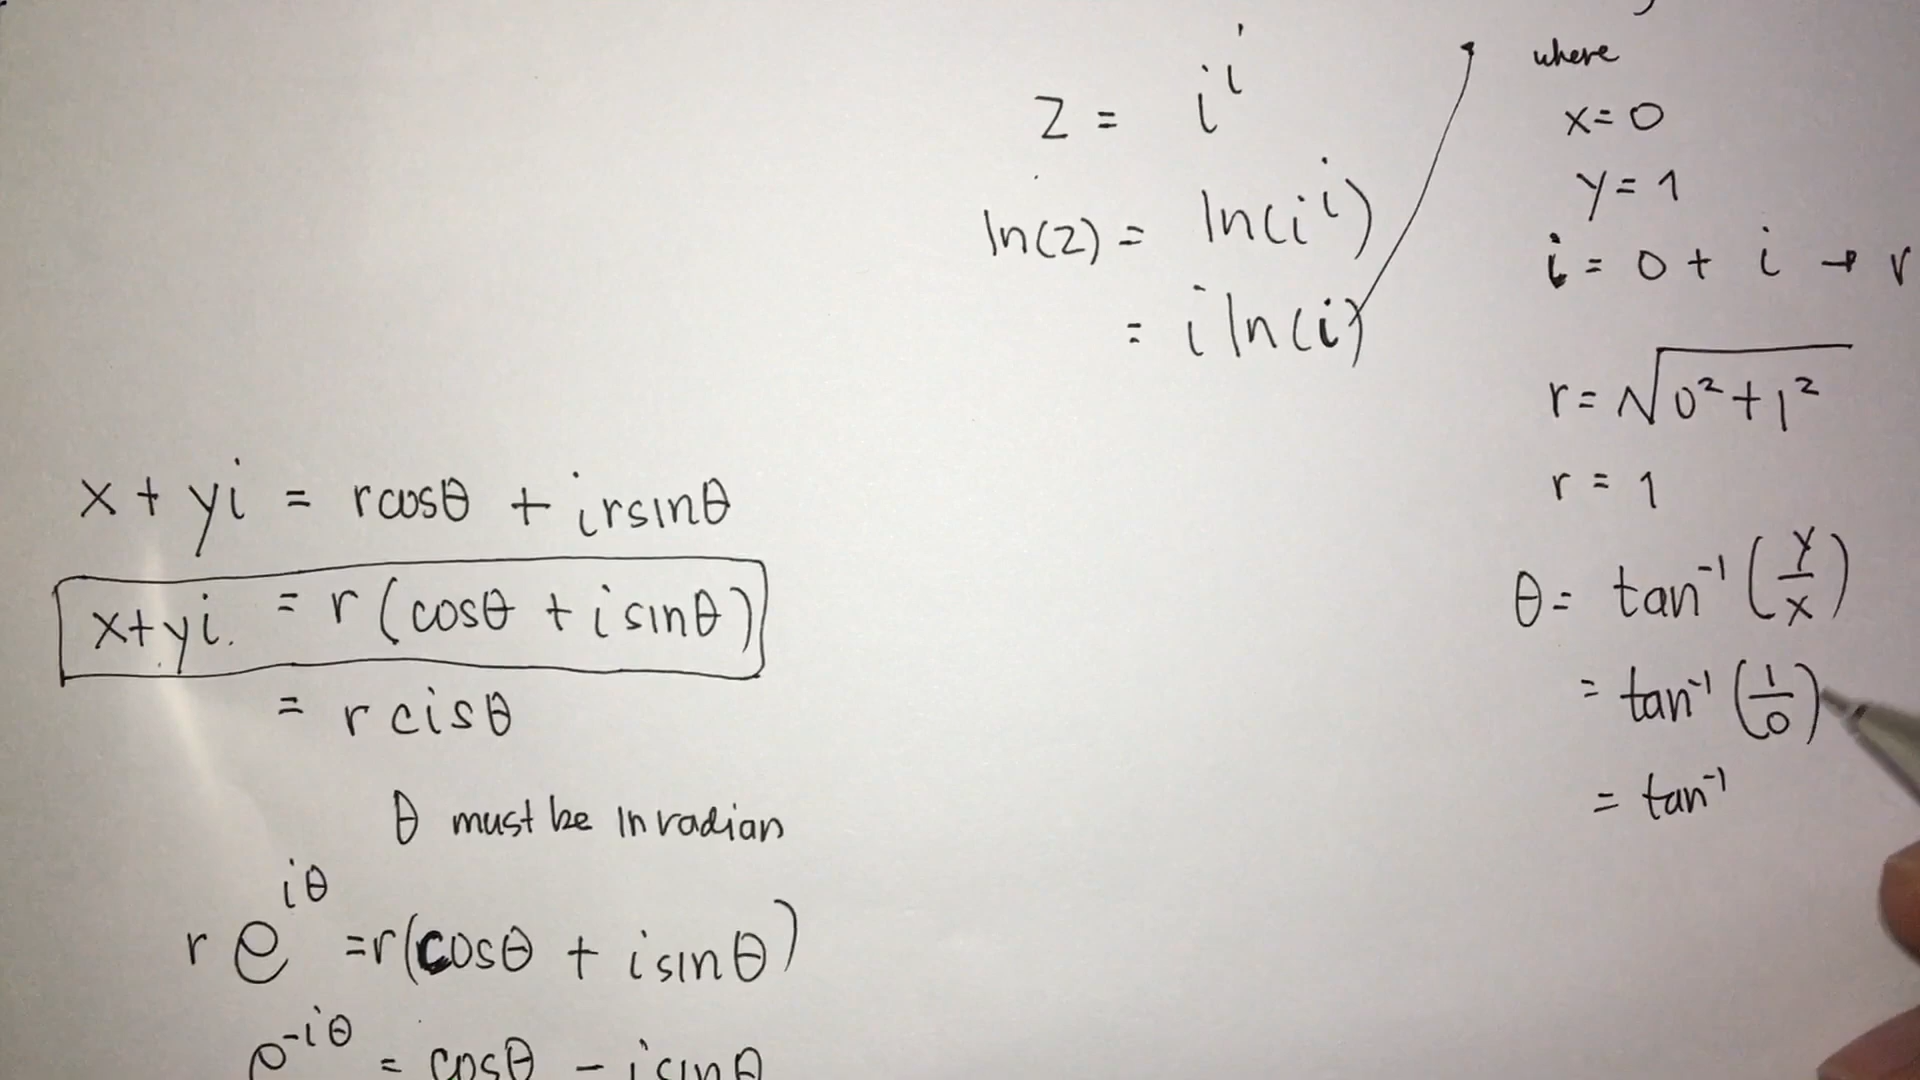 x + yi = rcosθ + irsinθ
x+yi. = r(cosθ + isinθ)
= rcisθ
θ must be in radian
re^{iθ} =r(cosθ + isinθ)
e^{-iθ} = cosθ - isinθ
z = i^i
ln(z) = ln(i^i)
= i ln(i)
where
x=0
y=1
i = 0 + i → r
r = √(0²+1²)
r = 1
θ= tan⁻¹(y/x)
= tan⁻¹(1/0)
= tan⁻¹